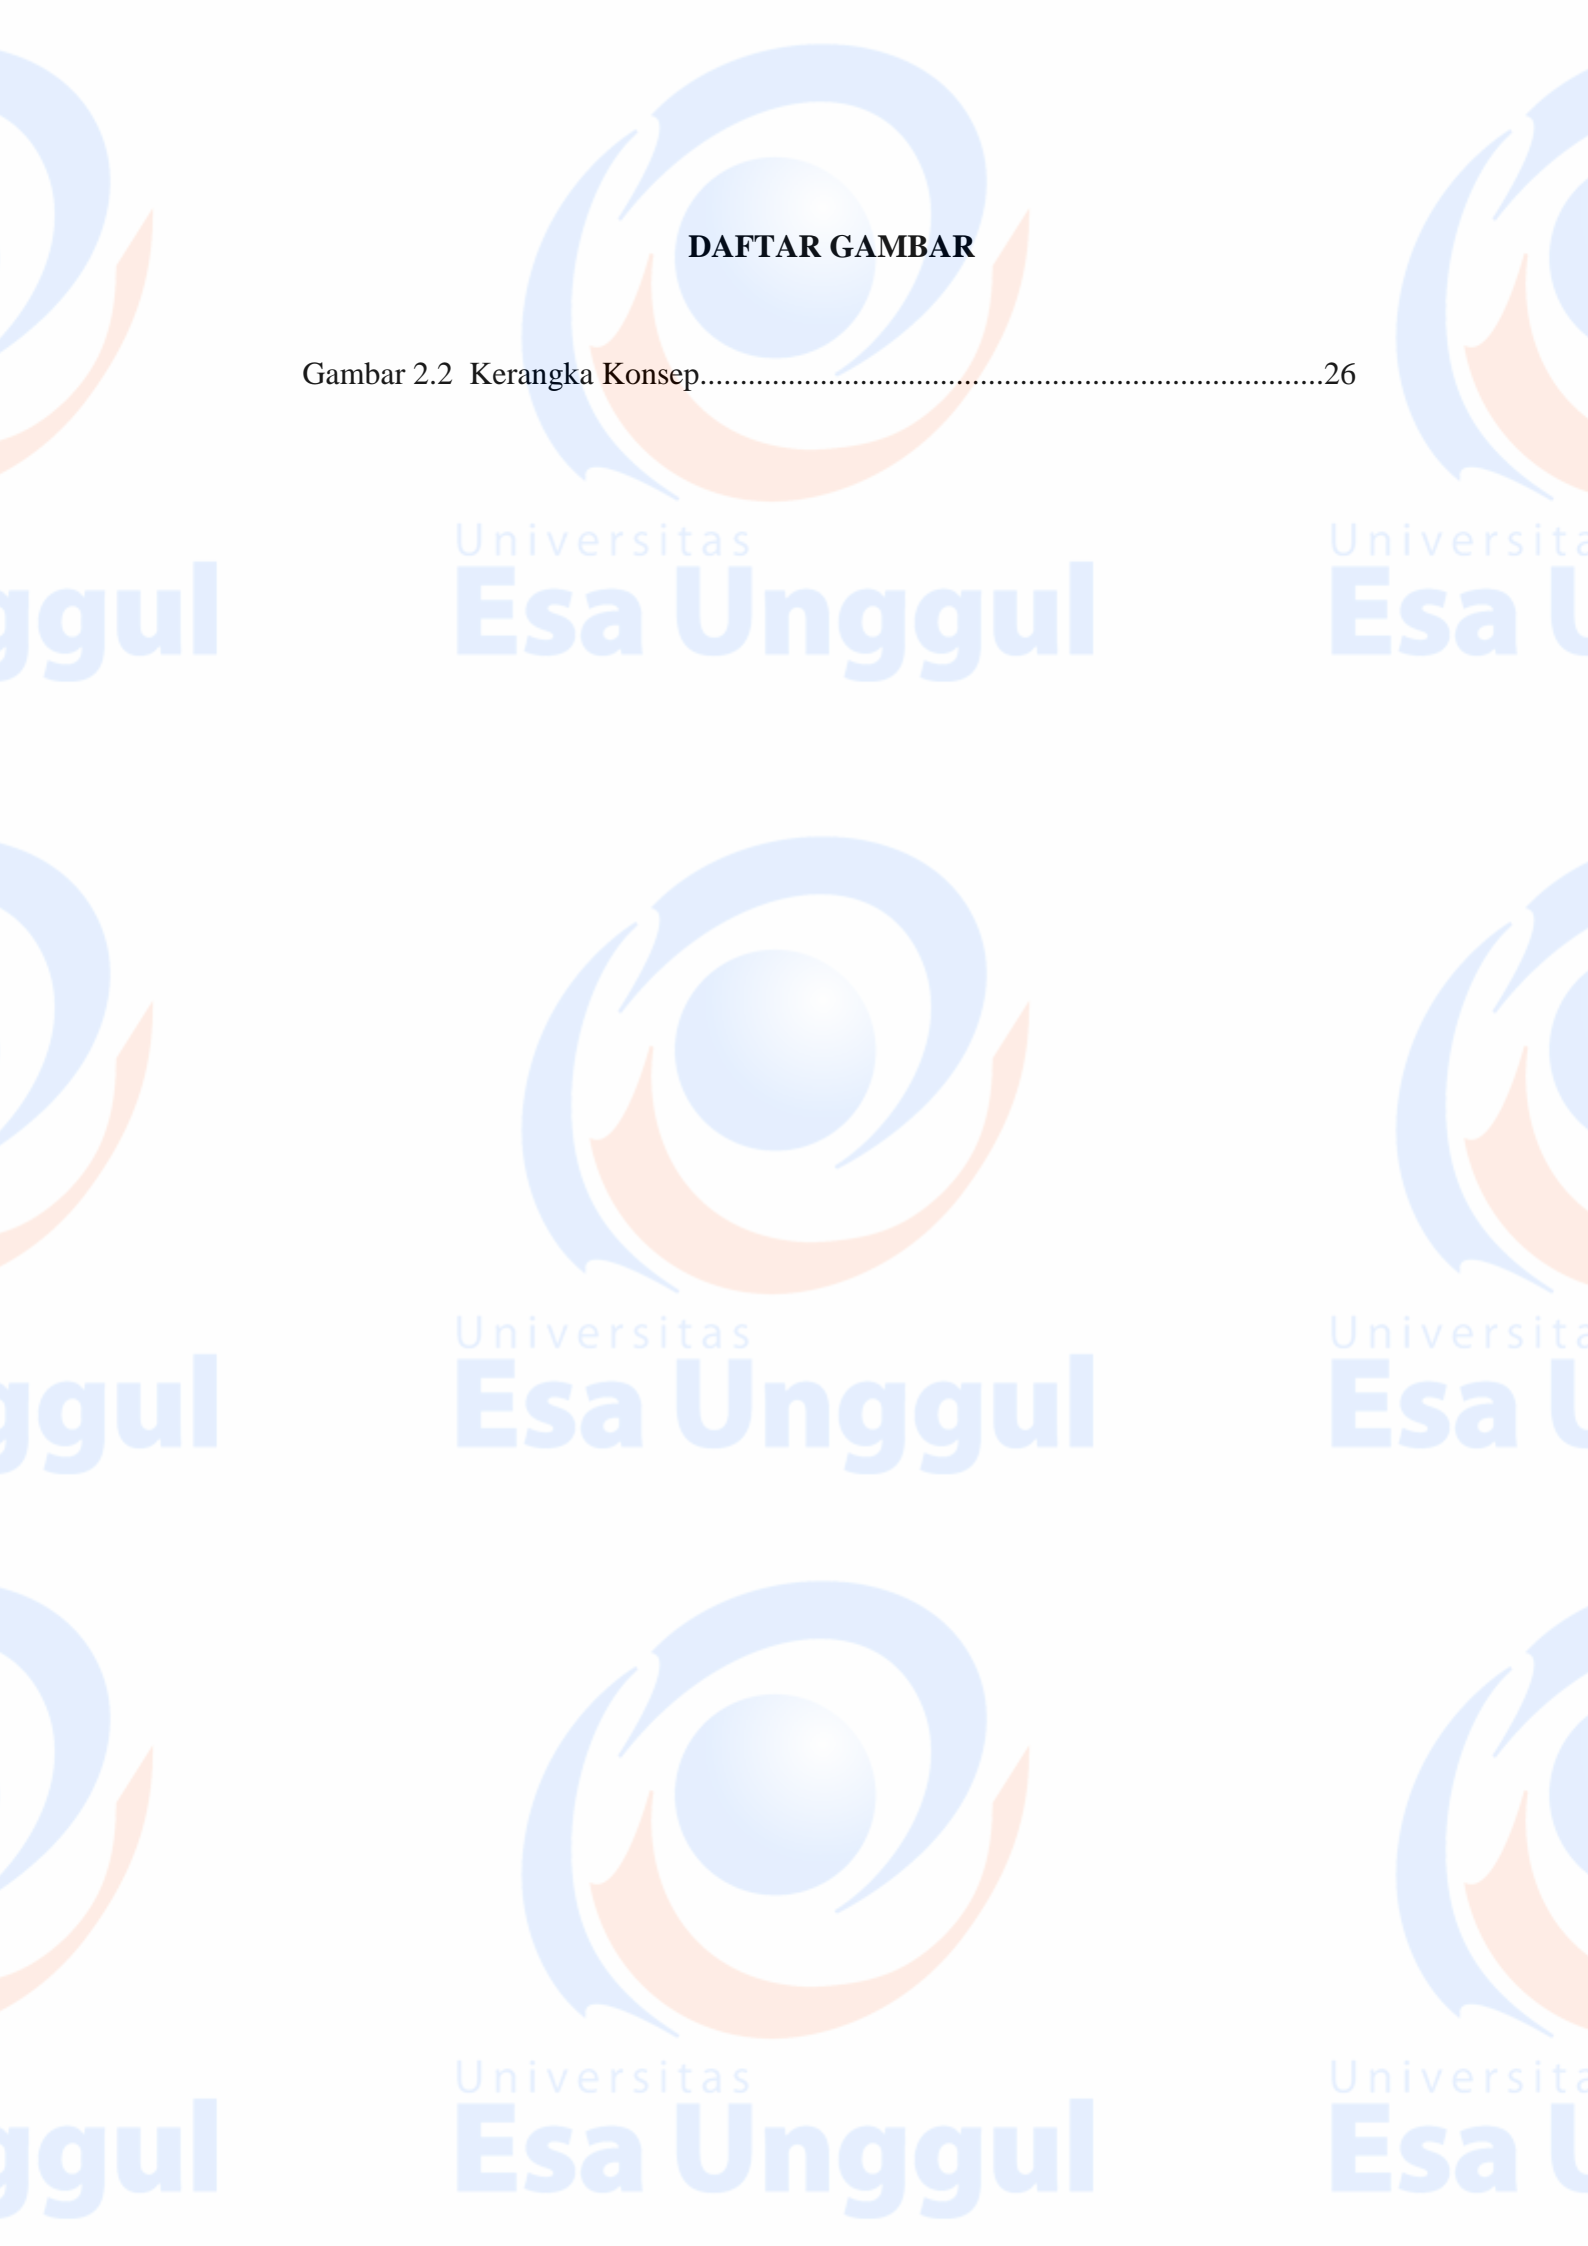 DAFTAR GAMBAR
Gambar 2.2  Kerangka Konsep..............................................................................26
Universitas
Esa Unggul
Universitas
Esa Unggul
Universitas
Esa Unggul